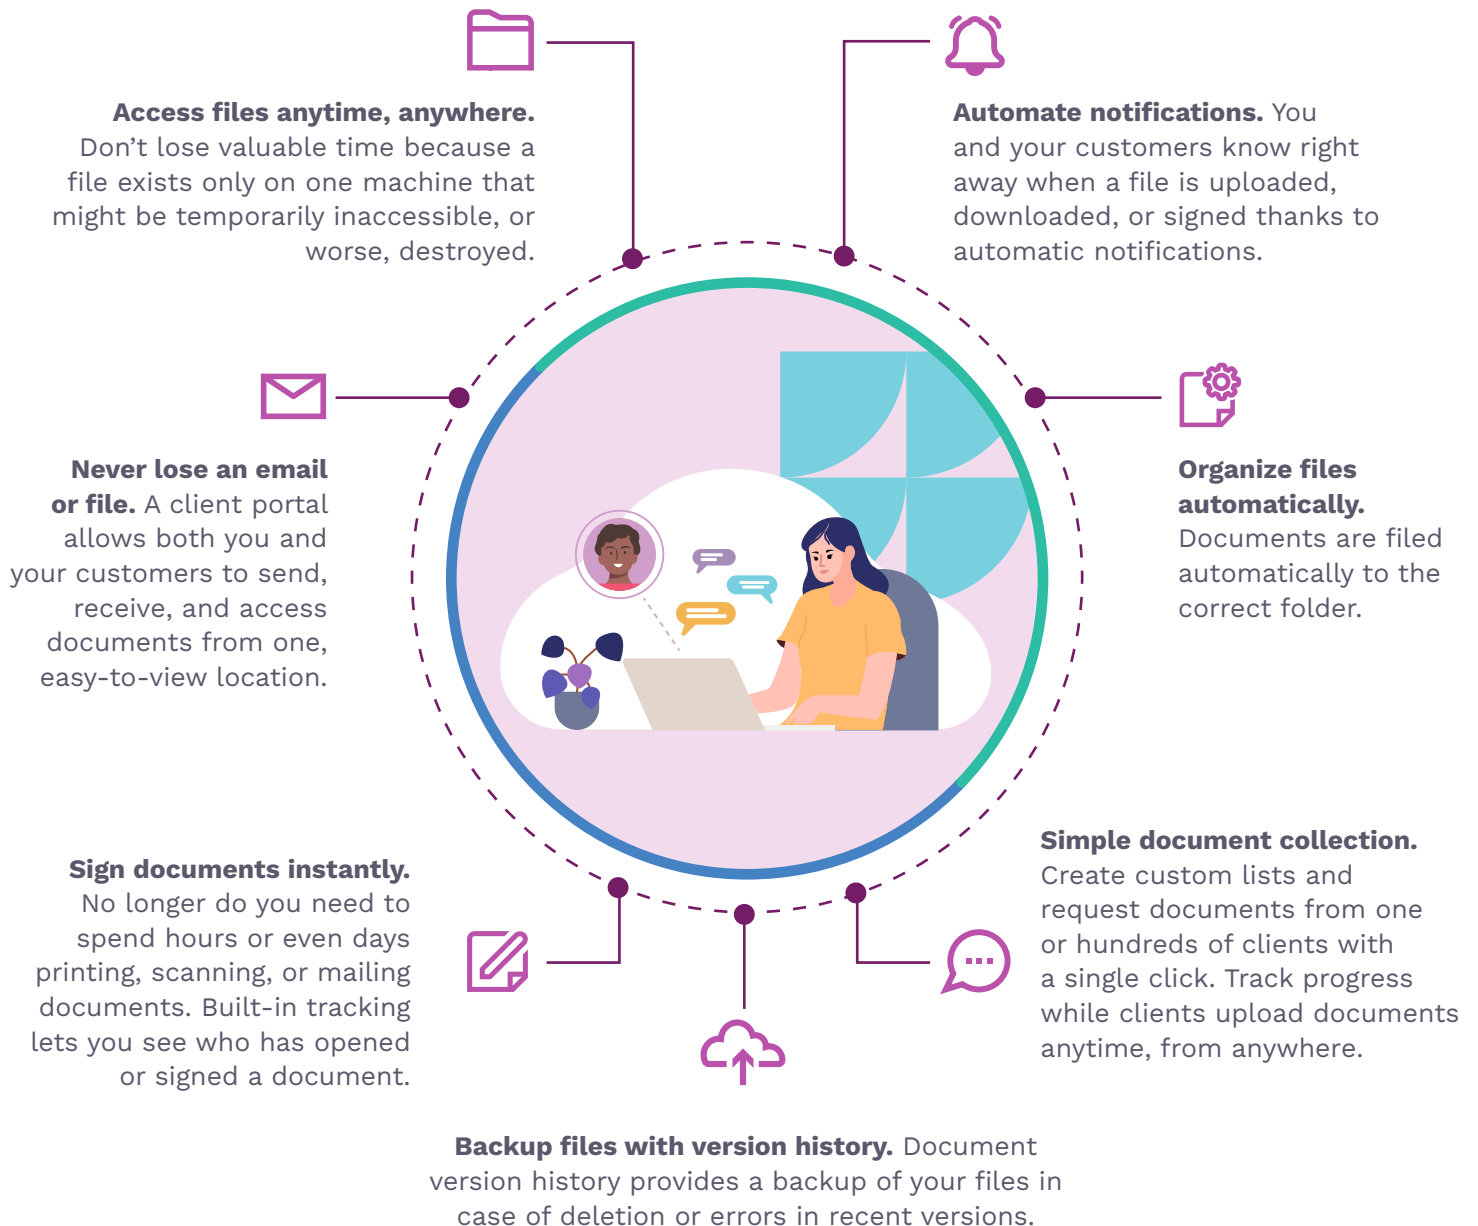 Access files anytime, anywhere.
Don’t lose valuable time because a
file exists only on one machine that
might be temporarily inaccessible, or
worse, destroyed.
Automate notifications. You
and your customers know right
away when a file is uploaded,
downloaded, or signed thanks to
automatic notifications.
Never lose an email
or file. A client portal
allows both you and
your customers to send,
receive, and access
documents from one,
easy-to-view location.
Organize files
automatically.
Documents are filed
automatically to the
correct folder.
Sign documents instantly.
No longer do you need to
spend hours or even days
printing, scanning, or mailing
documents. Built-in tracking
lets you see who has opened
or signed a document.
Simple document collection.
Create custom lists and
request documents from one
or hundreds of clients with
a single click. Track progress
while clients upload documents
anytime, from anywhere.
Backup files with version history. Document
version history provides a backup of your files in
case of deletion or errors in recent versions.